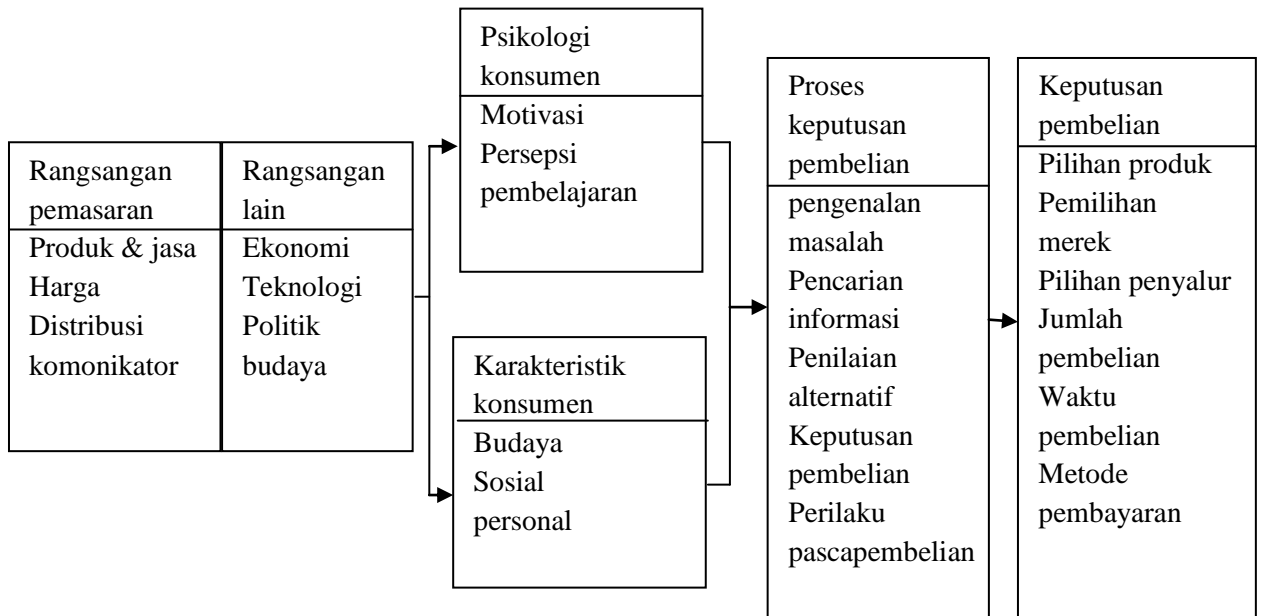 Rangsangan
pemasaran
Produk & jasa
Harga
Distribusi
komonikator
Rangsangan
lain
Ekonomi
Teknologi
Politik
budaya
Psikologi
konsumen
Motivasi
Persepsi
pembelajaran
Karakteristik
konsumen
Budaya
Sosial
personal
Proses
keputusan
pembelian
pengenalan
masalah
Pencarian
informasi
Penilaian
alternatif
Keputusan
pembelian
Perilaku
pascapembelian
Keputusan
pembelian
Pilihan produk
Pemilihan
merek
Pilihan penyalur
Jumlah
pembelian
Waktu
pembelian
Metode
pembayaran